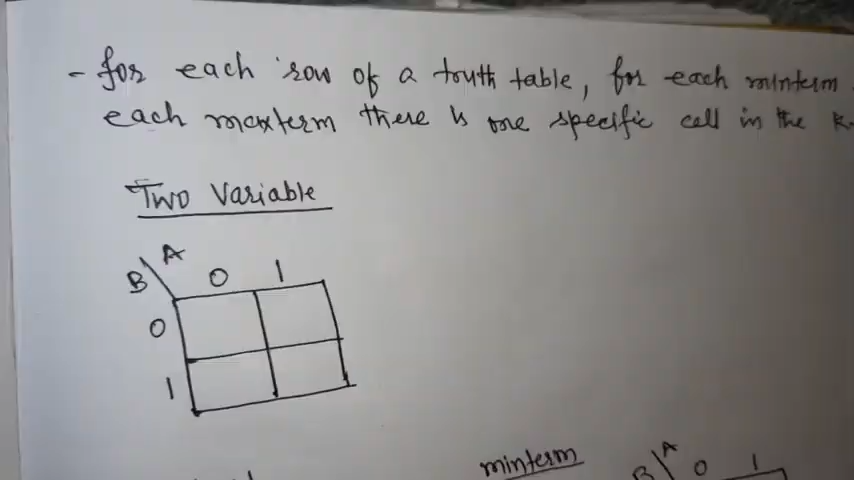 - for each row of a truth table, for each minterm
each maxterm there is one specific cell in the K-
Two Variable
A
B 0 1
0
1
minterm
A
B 0 1